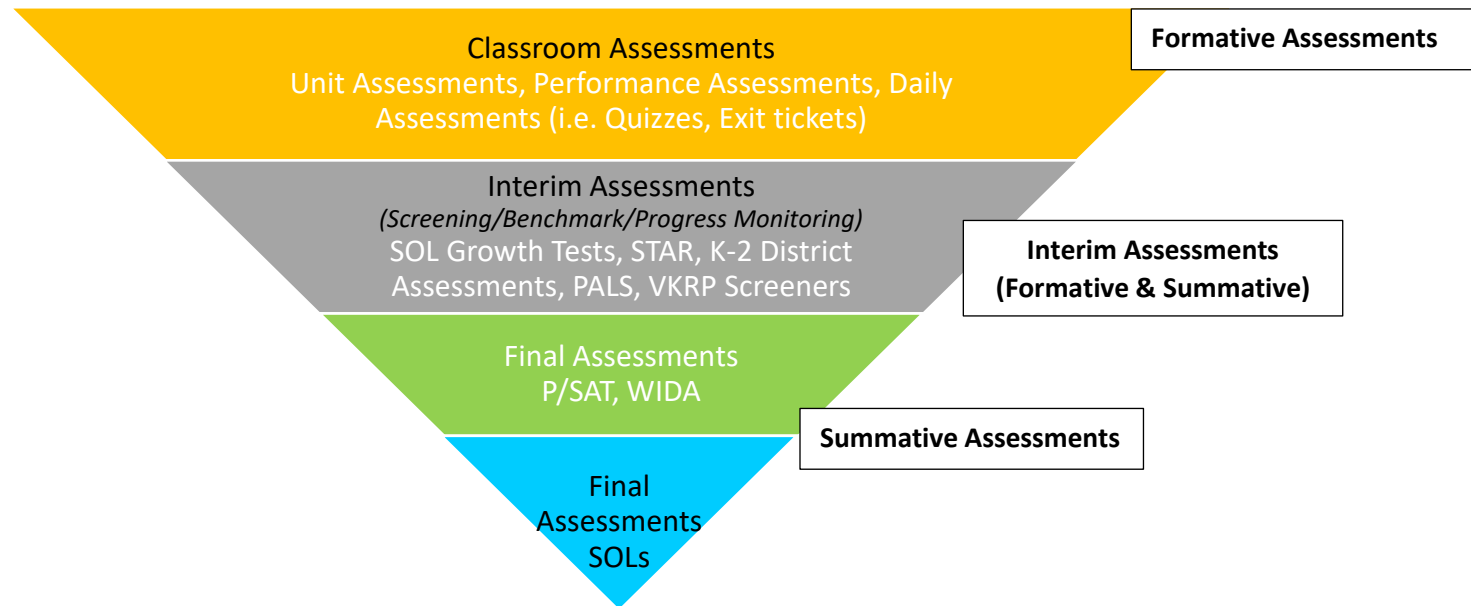 Classroom Assessments
Unit Assessments, Performance Assessments, Daily
Assessments (i.e. Quizzes, Exit tickets)
Formative Assessments
Interim Assessments
(Screening/Benchmark/Progress Monitoring)
SOL Growth Tests, STAR, K-2 District
Assessments, PALS, VKRP Screeners
Interim Assessments
(Formative & Summative)
Final Assessments
P/SAT, WIDA
Summative Assessments
Final
Assessments
SOLs